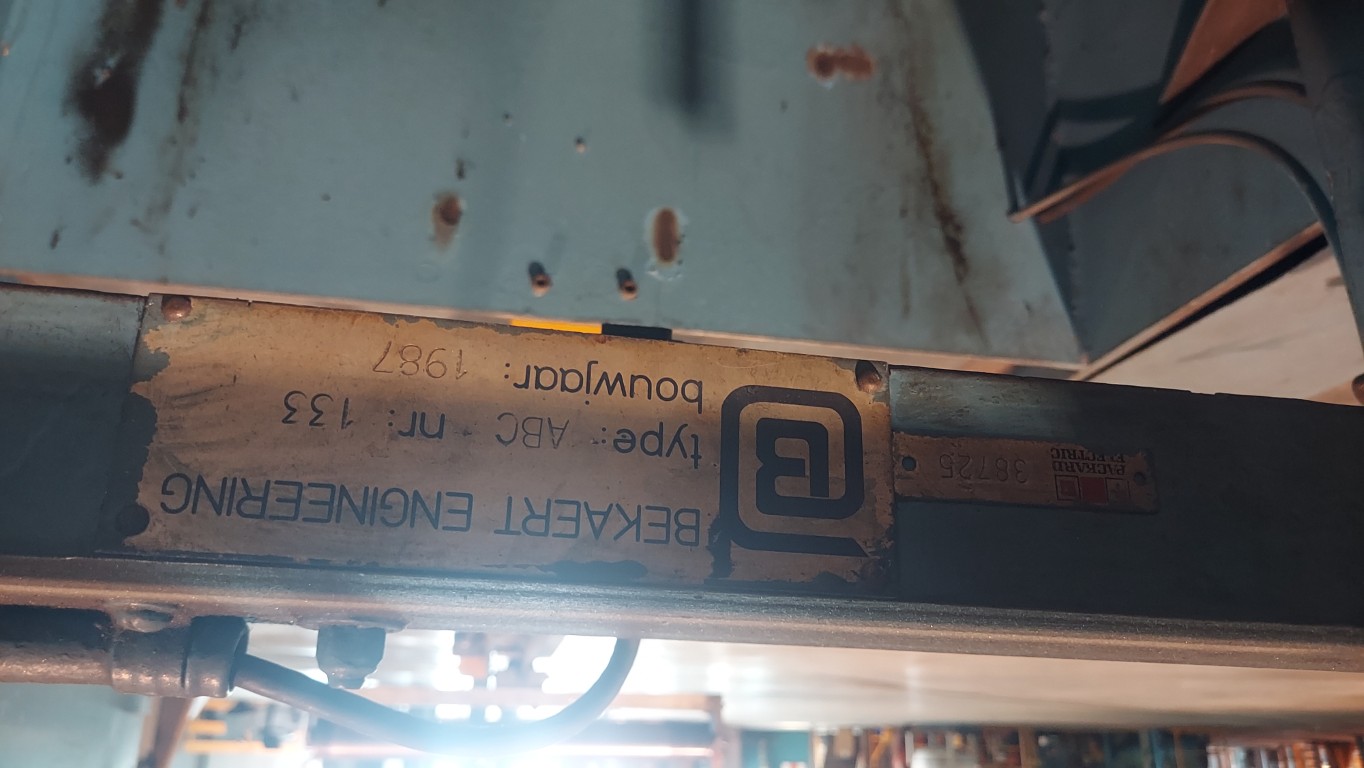 BEKAERT ENGINEERING
type: ABC nr: 133
bouwjaar: 1987
PACKARD
ELECTRIC
38725